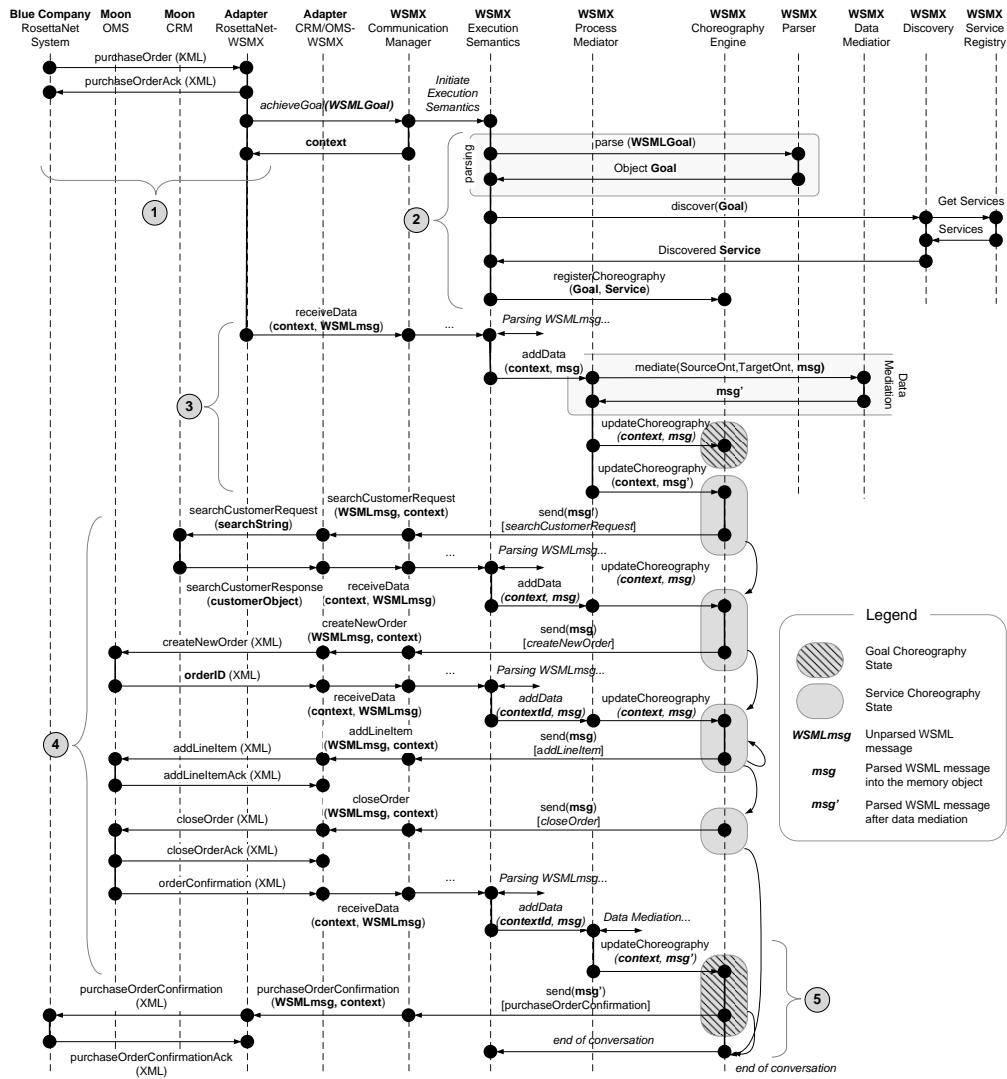 Blue Company
RosettaNet
System
Moon
OMS
Moon
CRM
Adapter
RosettaNet-
WSMX
Adapter
CRM/OMS-
WSMX
WSMX
Communication
Manager
WSMX
Execution
Semantics
WSMX
Process
Mediator
WSMX
Choreography
Engine
WSMX
Parser
WSMX
Data
Mediatior
WSMX
Discovery
WSMX
Service
Registry
purchaseOrder (XML)
purchaseOrderAck (XML)
achieveGoal(WSMLGoal)
Initiate
Execution
Semantics
context
parsing
parse (WSMLGoal)
Object Goal
1
2
discover(Goal)
Get Services
Services
Discovered Service
registerChoreography
(Goal, Service)
receiveData
(context, WSMLmsg)
...
Parsing WSMLmsg...
addData
(context, msg)
mediate(SourceOnt,TargetOnt, msg)
msg'
Data
Mediation
3
updateChoreography
(context, msg)
updateChoreography
(context, msg')
searchCustomerRequest
(searchString)
searchCustomerRequest
(WSMLmsg, context)
send(msg')
[searchCustomerRequest]
...
Parsing WSMLmsg...
updateChoreography
(context, msg)
searchCustomerResponse
(customerObject)
receiveData
(context, WSMLmsg)
addData
(context, msg)
createNewOrder (XML)
createNewOrder
(WSMLmsg, context)
send(msg)
[createNewOrder]
orderID (XML)
receiveData
(context, WSMLmsg)
...
Parsing WSMLmsg...
addData
(contextId, msg)
updateChoreography
(context, msg)
4
addLineItem (XML)
addLineItem
(WSMLmsg, context)
send(msg)
[addLineItem]
addLineItemAck (XML)
closeOrder (XML)
closeOrder
(WSMLmsg, context)
send(msg)
[closeOrder]
closeOrderAck (XML)
orderConfirmation (XML)
receiveData
(context, WSMLmsg)
...
Parsing WSMLmsg...
addData
(contextId, msg)
Data Mediation...
updateChoreography
(context, msg')
purchaseOrderConfirmation
(XML)
purchaseOrderConfirmation
(WSMLmsg, context)
send(msg')
[purchaseOrderConfirmation]
5
purchaseOrderConfirmationAck
(XML)
end of conversation
end of conversation
Legend
Goal Choreography
State
Service Choreography
State
WSMLmsg
Unparsed WSML
message
msg
Parsed WSML message
into the memory object
msg'
Parsed WSML message
after data mediation